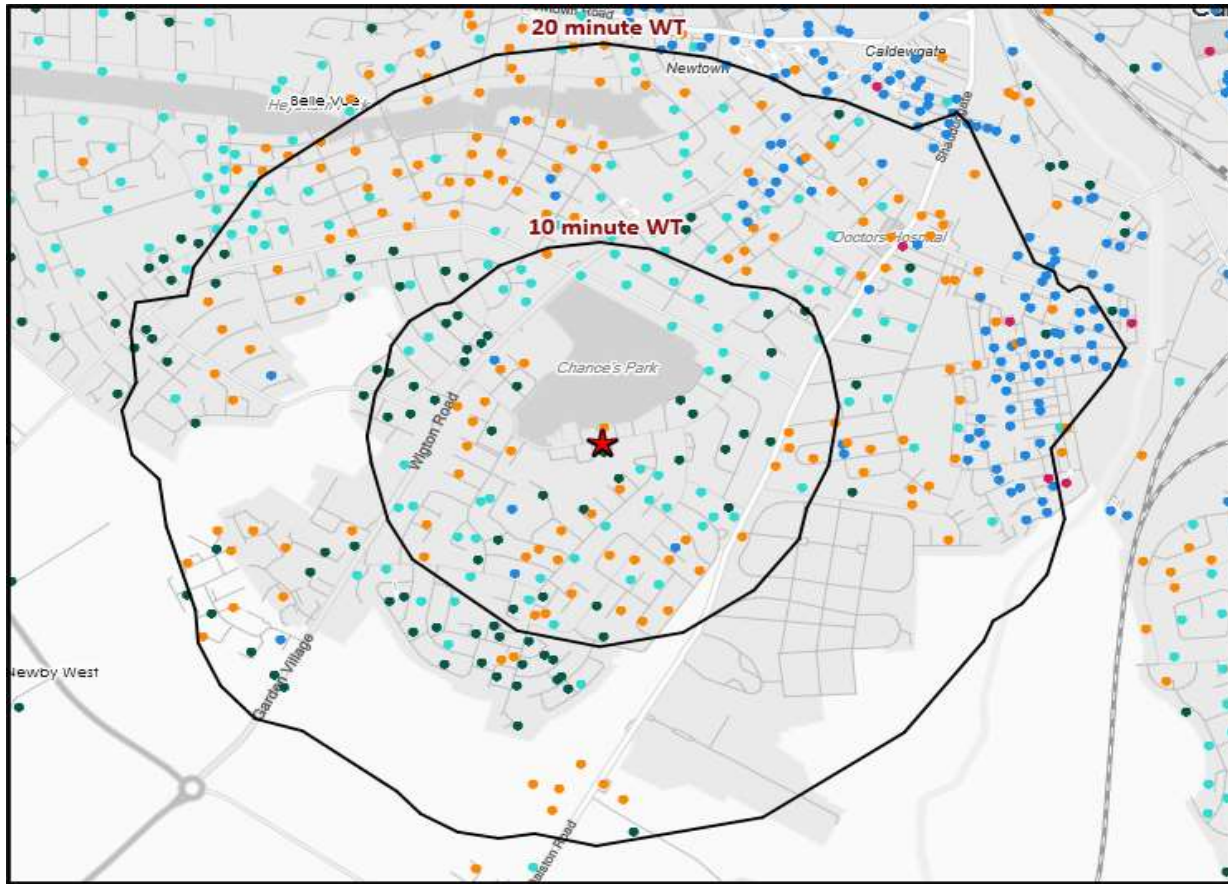 20 minute WT
Caldewgate
Newtown
Belle Vue
Shaddongate
10 minute WT
Doctors Hospital
Chance's Park
Wigton Road
Newby West
Garden Village